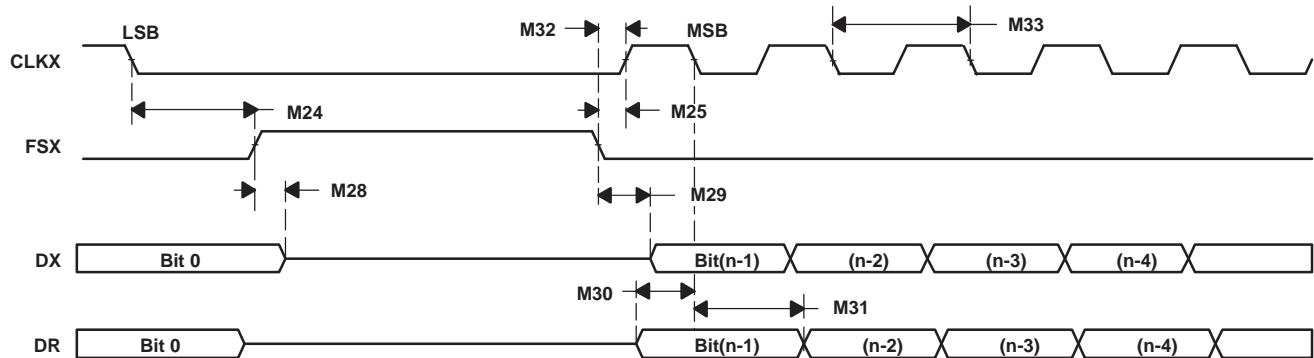 LSB M32 MSB M33
CLKX
M24 M25
FSX
M28 M29
DX Bit 0 Bit(n-1) (n-2) (n-3) (n-4)
M30 M31
DR Bit 0 Bit(n-1) (n-2) (n-3) (n-4)